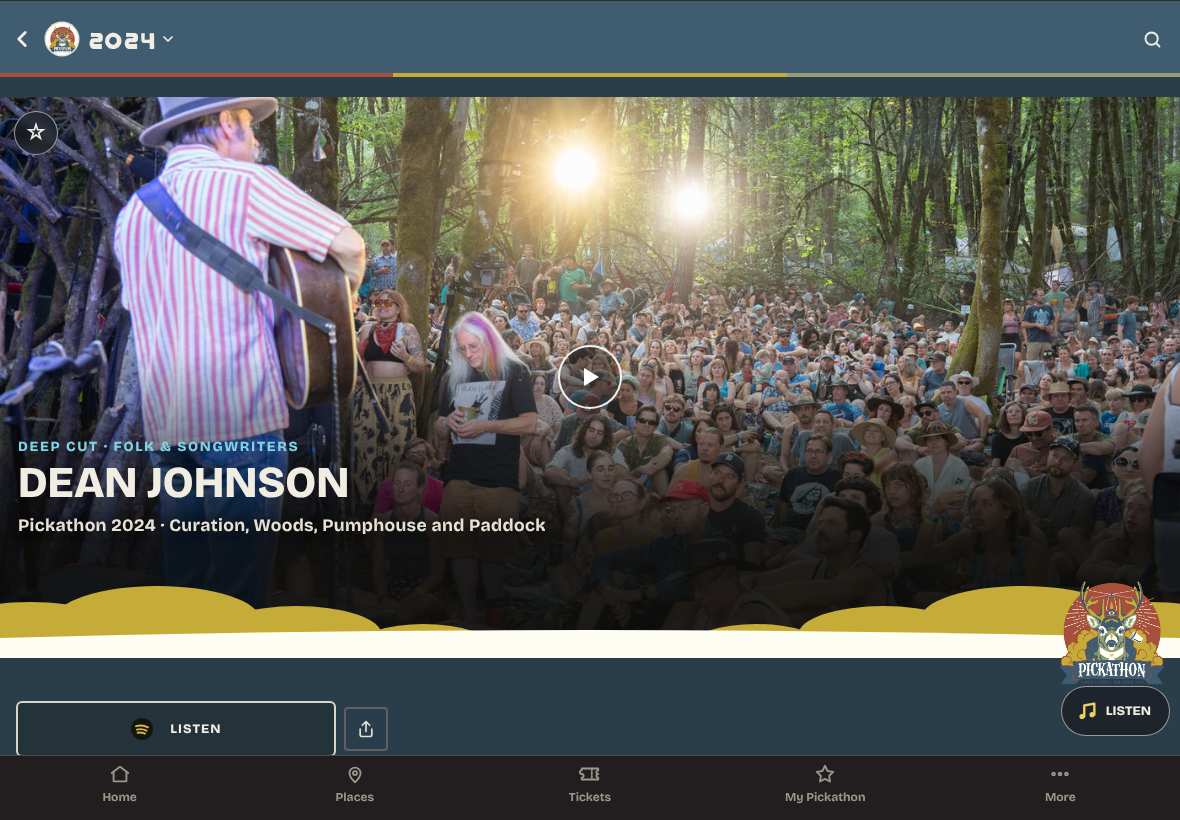 2024
DEEP CUT · FOLK & SONGWRITERS
DEAN JOHNSON
Pickathon 2024 · Curation, Woods, Pumphouse and Paddock
PICKATHON
LISTEN
LISTEN
Home
Places
Tickets
My Pickathon
More